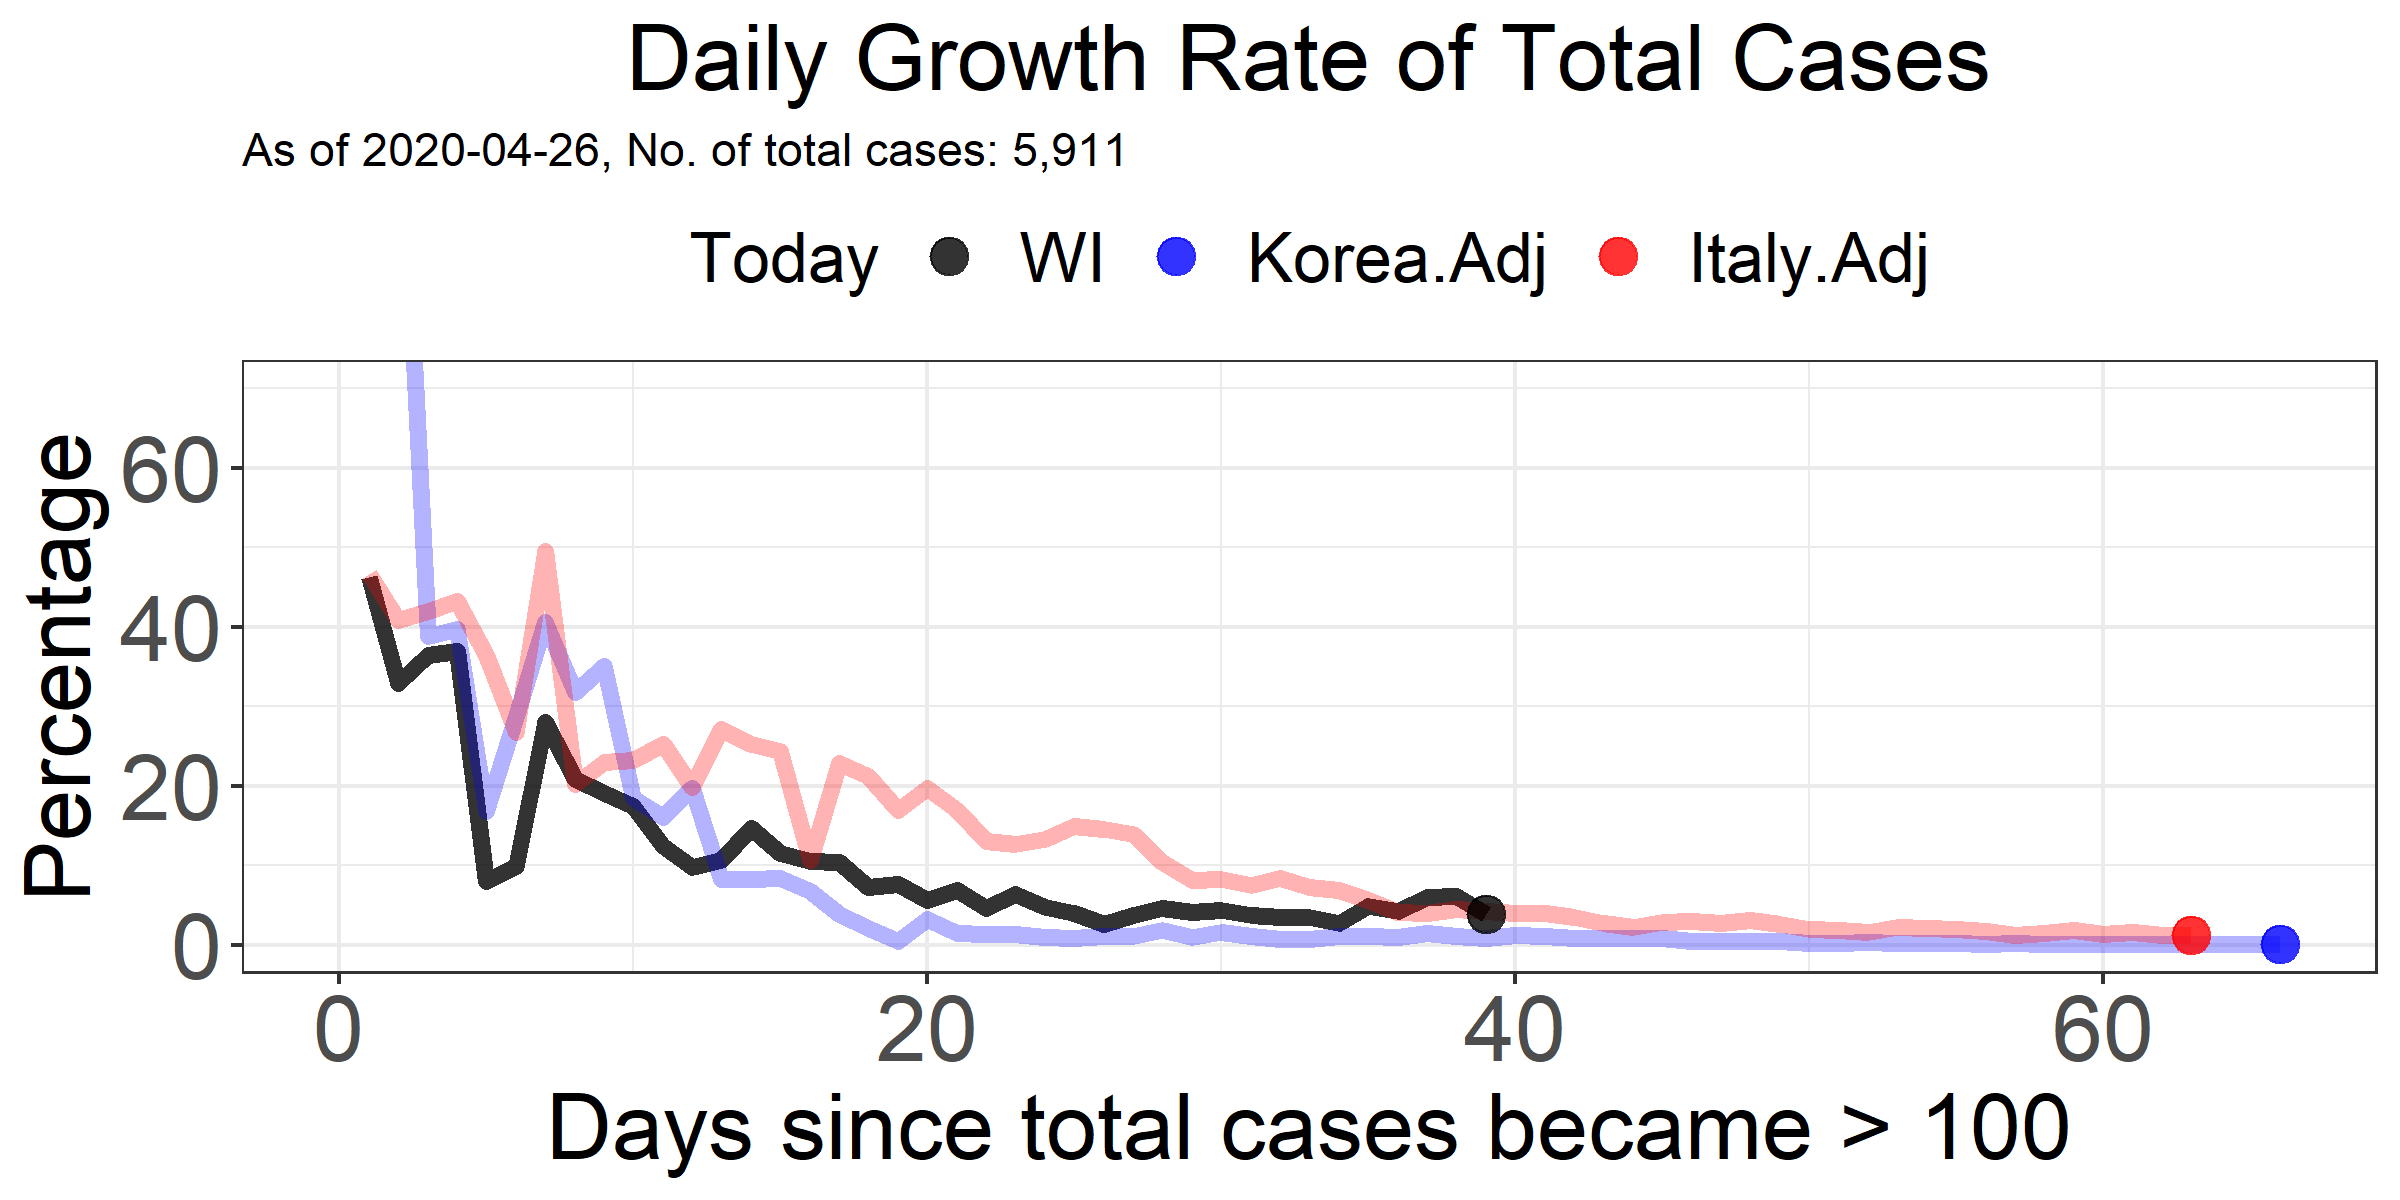 Daily Growth Rate of Total Cases
As of 2020-04-26, No. of total cases: 5,911
Today WI Korea.Adj Italy.Adj
Percentage
60
40
20
0
0 20 40 60
Days since total cases became > 100